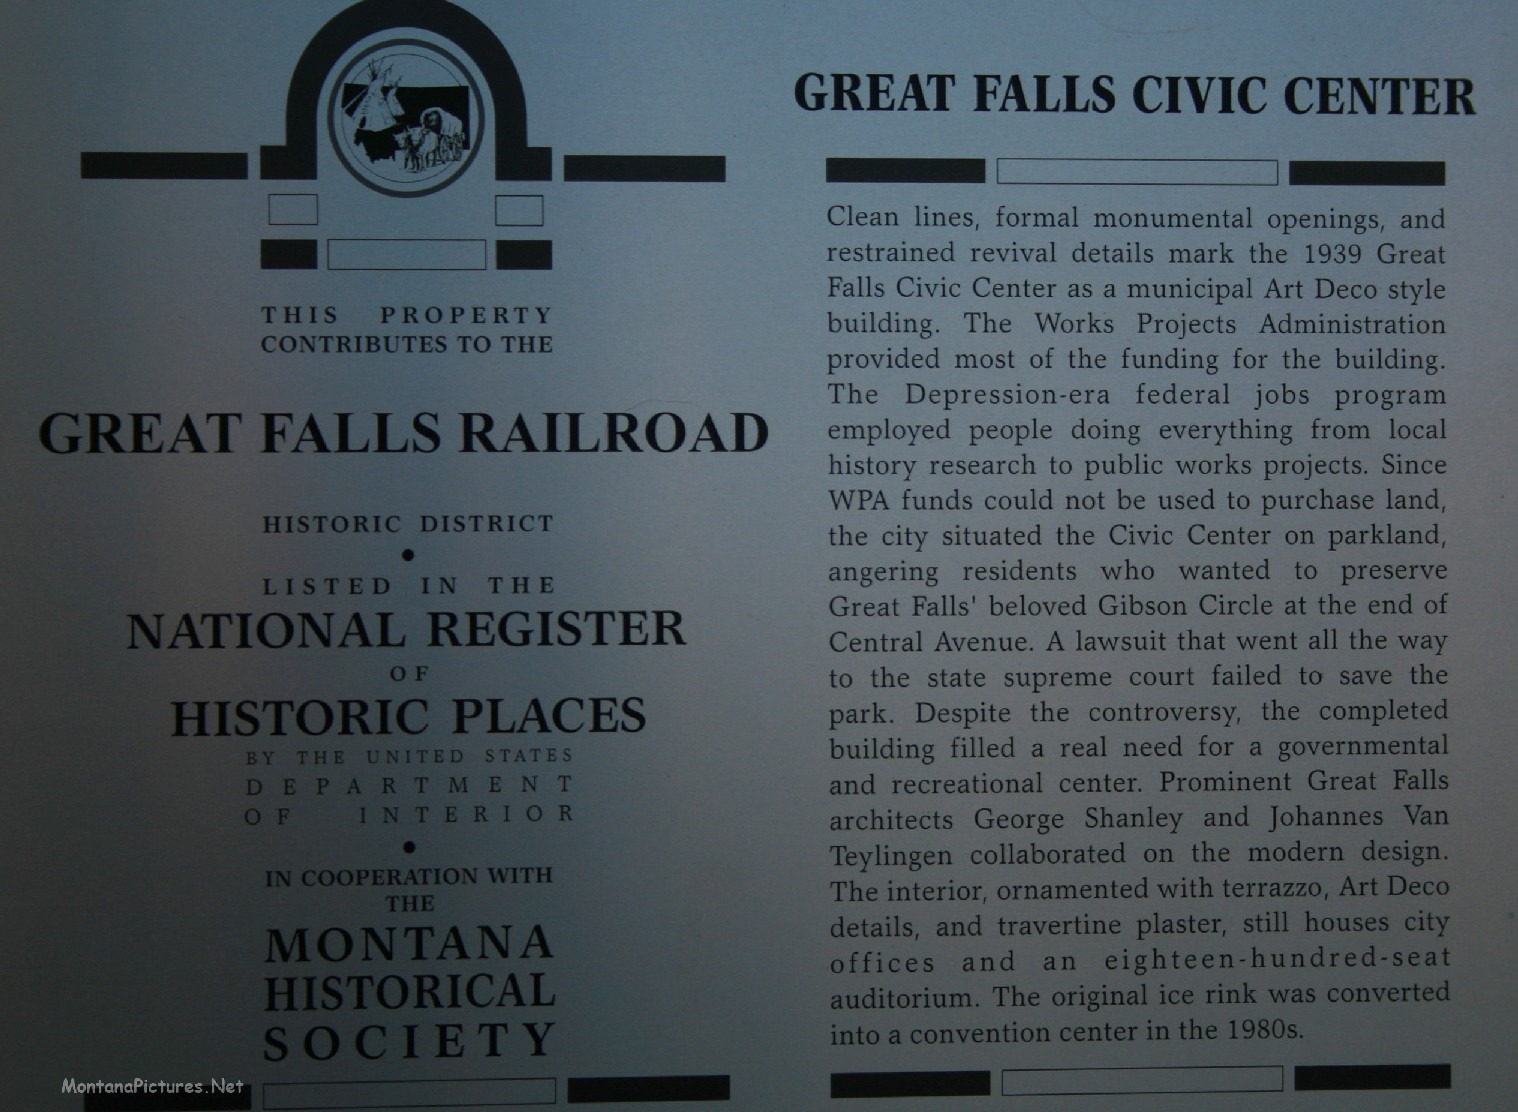 THIS PROPERTY
CONTRIBUTES TO THE
GREAT FALLS RAILROAD
HISTORIC DISTRICT
•
LISTED IN THE
NATIONAL REGISTER
OF
HISTORIC PLACES
BY THE UNITED STATES
DEPARTMENT
OF INTERIOR
•
IN COOPERATION WITH
THE
MONTANA
HISTORICAL
SOCIETY
GREAT FALLS CIVIC CENTER
Clean lines, formal monumental openings, and
restrained revival details mark the 1939 Great
Falls Civic Center as a municipal Art Deco style
building. The Works Projects Administration
provided most of the funding for the building.
The Depression-era federal jobs program
employed people doing everything from local
history research to public works projects. Since
WPA funds could not be used to purchase land,
the city situated the Civic Center on parkland,
angering residents who wanted to preserve
Great Falls' beloved Gibson Circle at the end of
Central Avenue. A lawsuit that went all the way
to the state supreme court failed to save the
park. Despite the controversy, the completed
building filled a real need for a governmental
and recreational center. Prominent Great Falls
architects George Shanley and Johannes Van
Teylingen collaborated on the modern design.
The interior, ornamented with terrazzo, Art Deco
details, and travertine plaster, still houses city
offices and an eighteen-hundred-seat
auditorium. The original ice rink was converted
into a convention center in the 1980s.
MontanaPictures.Net